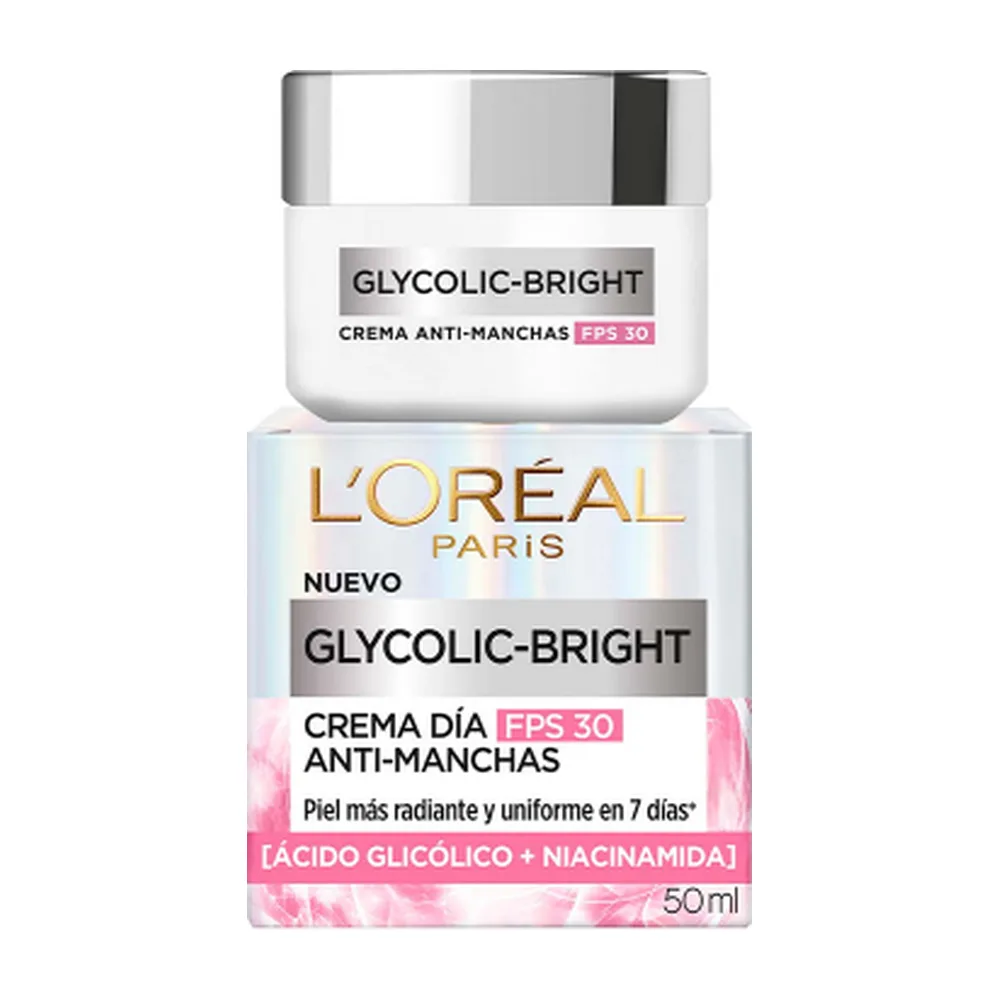 GLYCOLIC-BRIGHT
CREMA ANTI-MANCHAS FPS 30
L'ORÉAL
PARiS
NUEVO
GLYCOLIC-BRIGHT
CREMA DÍA FPS 30
ANTI-MANCHAS
Piel más radiante y uniforme en 7 días*
[ÁCIDO GLICÓLICO + NIACINAMIDA]
50ml